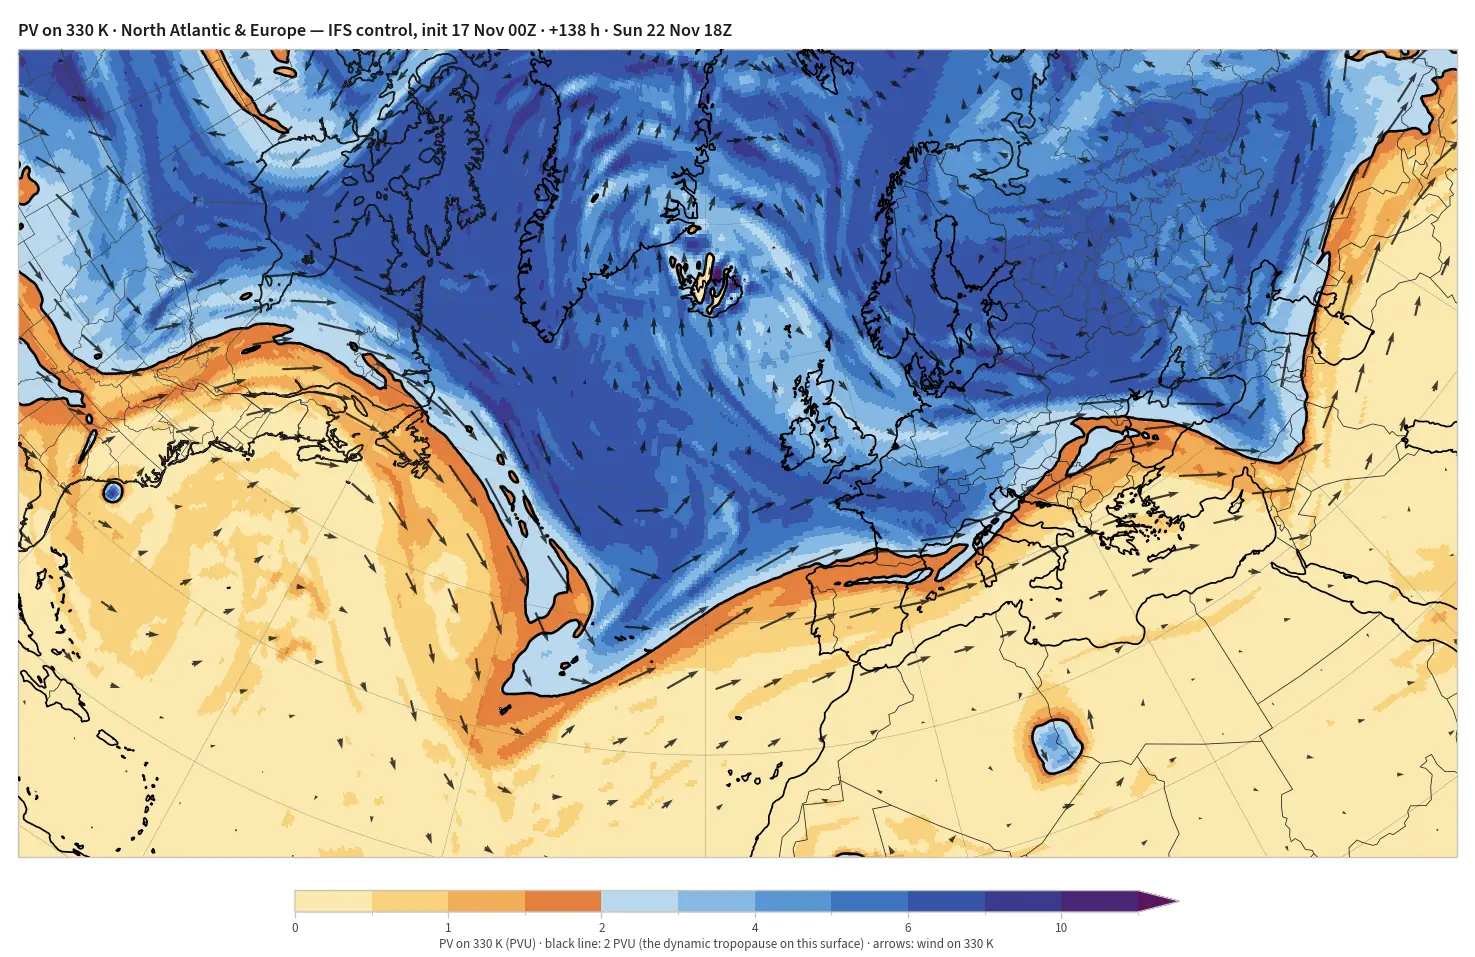 PV on 330 K · North Atlantic & Europe — IFS control, init 17 Nov 00Z · +138 h · Sun 22 Nov 18Z
0 1 2 4 6 10
PV on 330 K (PVU) · black line: 2 PVU (the dynamic tropopause on this surface) · arrows: wind on 330 K